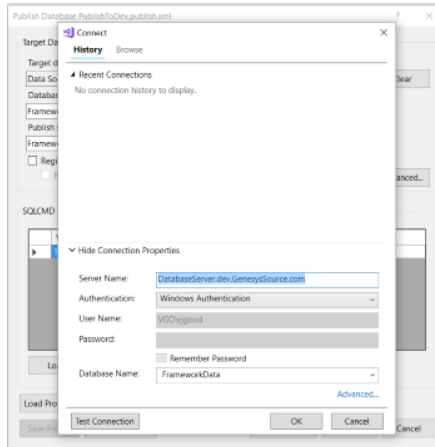 Publish Database PublishToDev.publish.xml
Connect
History Browse
Recent Connections
No connection history to display.
Target Da
Target d
Data So
Clear
Databas
Framew
Publish
Framew
Regi
anced...
SQLCMD
Hide Connection Properties
Server Name: DatabaseServer.dev.GenesysSource.com
Authentication: Windows Authentication
User Name:
Password:
Remember Password
Database Name: FrameworkData
Advanced...
Lo
Load Pro
Save Pro
Test Connection OK Cancel
Cancel